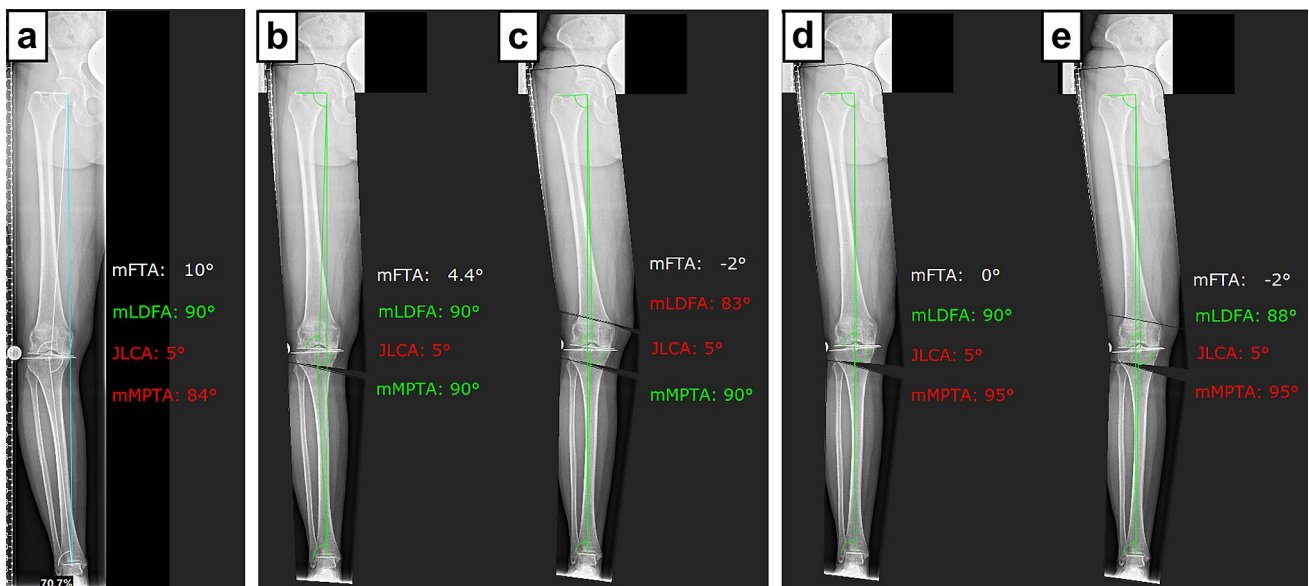 a
mFTA: 10°
mLDFA: 90°
JLCA: 5°
mMPTA: 84°
70.7%
b
mFTA: 4.4°
mLDFA: 90°
JLCA: 5°
mMPTA: 90°
c
mFTA: -2°
mLDFA: 83°
JLCA: 5°
mMPTA: 90°
d
mFTA: 0°
mLDFA: 90°
JLCA: 5°
mMPTA: 95°
e
mFTA: -2°
mLDFA: 88°
JLCA: 5°
mMPTA: 95°